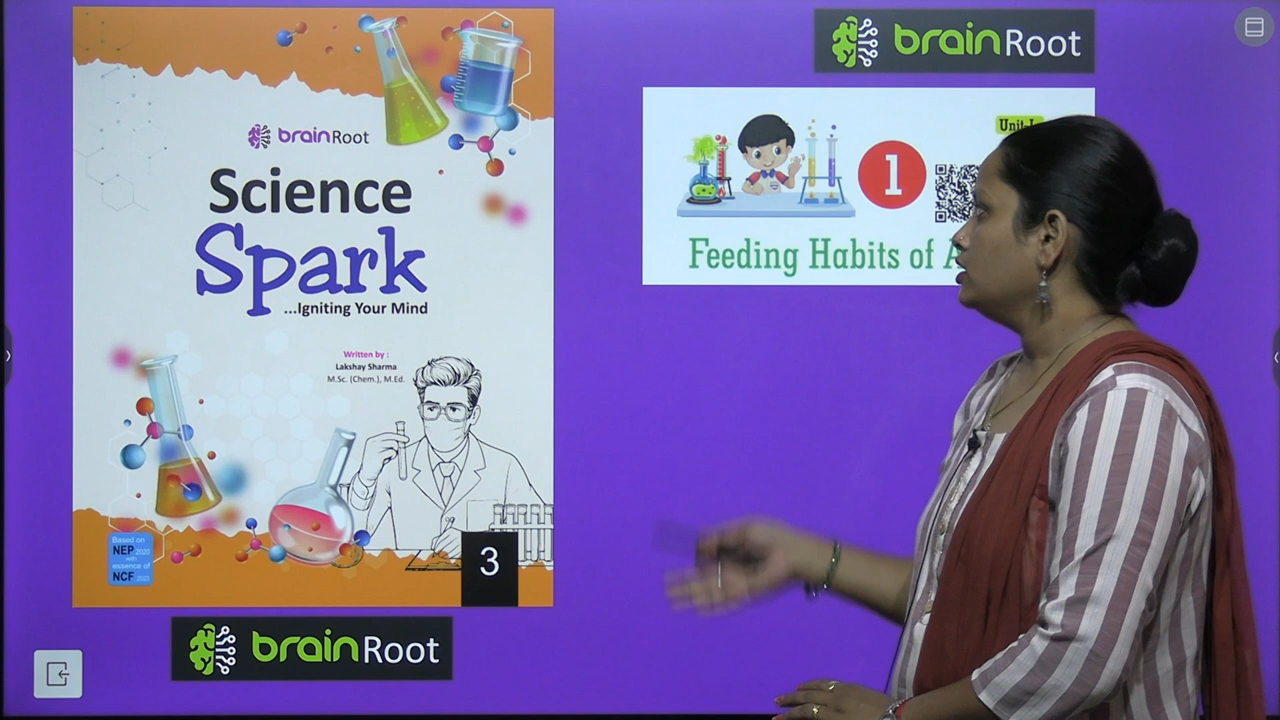 brainRoot
Science
Spark
...Igniting Your Mind
Written by :
Lakshay Sharma
M.Sc. (Chem.), M.Ed.
Based on
NEP 2020
with
essence of
NCF 2023
3
brainRoot
brainRoot
1
Feeding Habits of